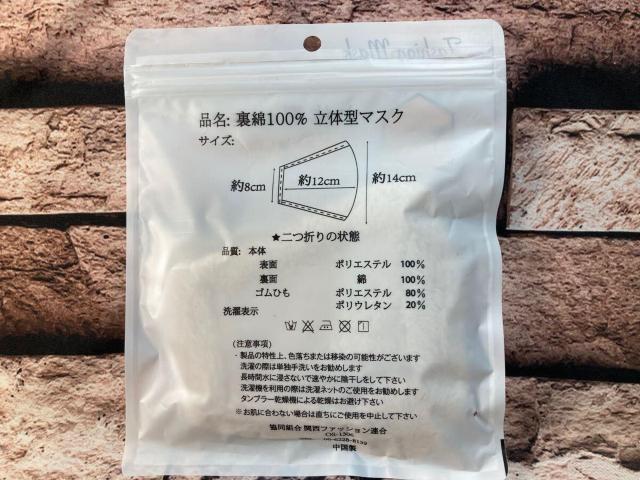 Fashion Mask
品名: 裏綿100% 立体型マスク
サイズ:
約8cm
約12cm
約14cm
★二つ折りの状態
品質: 本体
表面 ポリエステル 100%
裏面 綿 100%
ゴムひも ポリエステル 80%
ポリウレタン 20%
洗濯表示
(注意事項)
・製品の特性上、色落ちまたは移染の可能性がございます
洗濯の際は単独手洗いをお勧めします
長時間水に浸さないで速やかに陰干しをして下さい
洗濯機を利用の際は洗濯ネットのご使用をお勧めします
タンブラー乾燥機による乾燥はお避け下さい
※お肌に合わない場合は直ちにご使用を中止して下さい
協同組合 関西ファッション連合
中国製